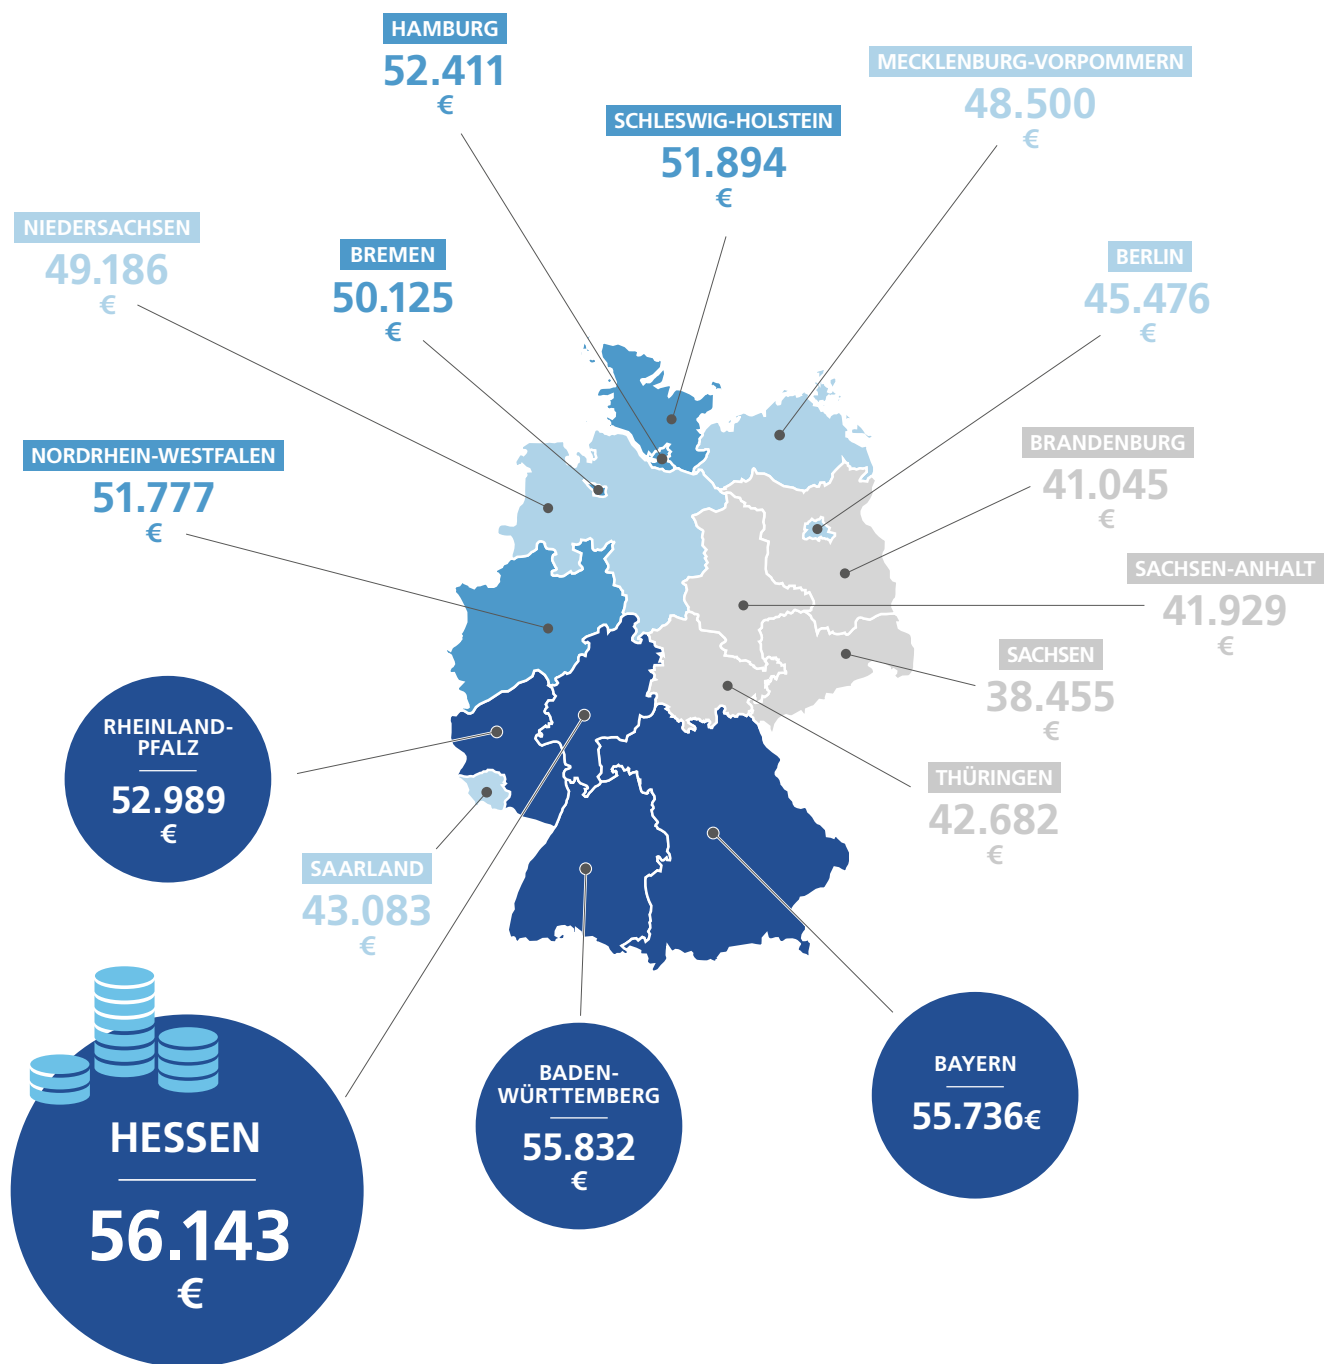 HAMBURG
52.411
€
MECKLENBURG-VORPOMMERN
48.500
€
SCHLESWIG-HOLSTEIN
51.894
€
NIEDERSACHSEN
49.186
€
BREMEN
50.125
€
BERLIN
45.476
€
NORDRHEIN-WESTFALEN
51.777
€
BRANDENBURG
41.045
€
SACHSEN-ANHALT
41.929
€
SACHSEN
38.455
€
RHEINLAND-
PFALZ
52.989
€
THÜRINGEN
42.682
€
SAARLAND
43.083
€
HESSEN
56.143
€
BADEN-
WÜRTTEMBERG
55.832
€
BAYERN
55.736€